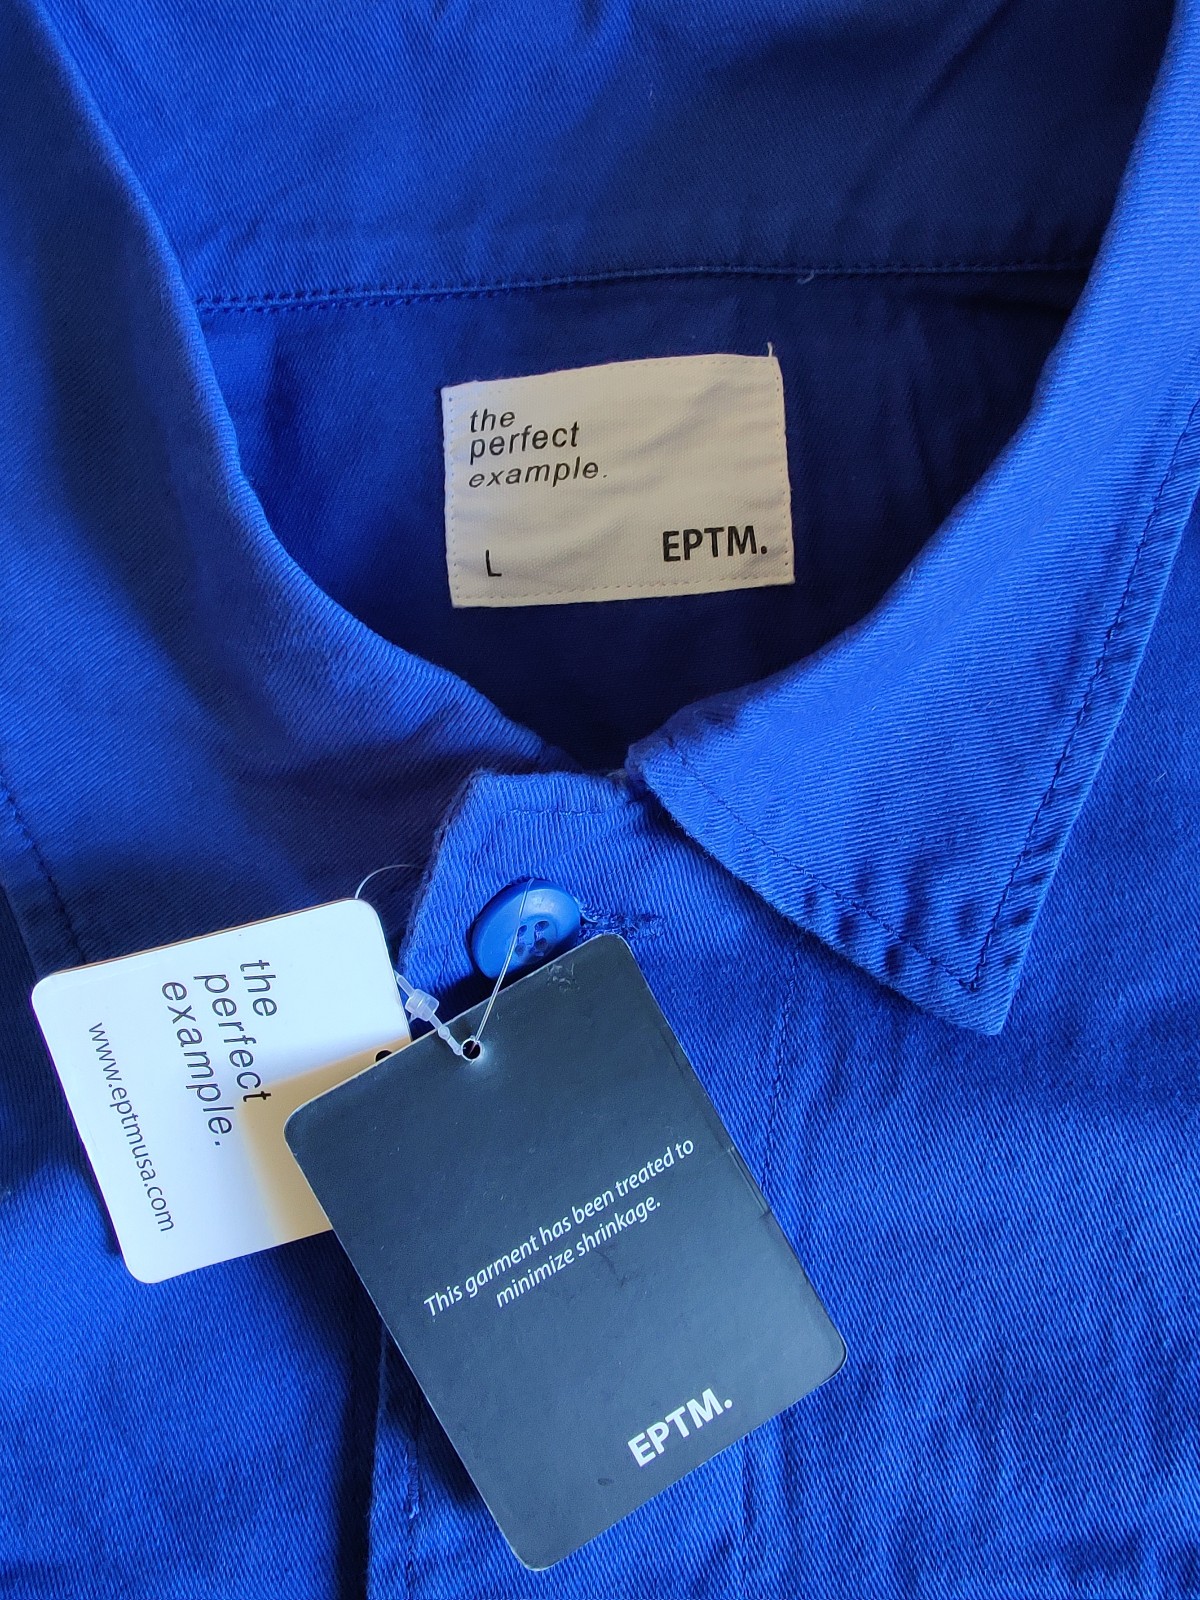 the
perfect
example.
L
EPTM.
the
perfect
example.
www.eptmusa.com
This garment has been treated to
minimize shrinkage.
EPTM.